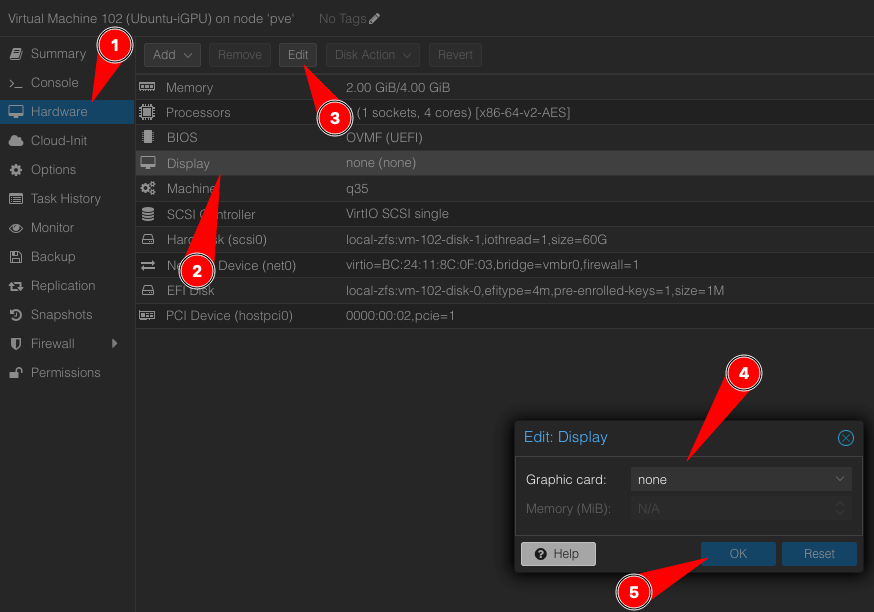 Virtual Machine 102 (Ubuntu-iGPU) on node 'pve' No Tags
Summary
Console
Hardware
Cloud-Init
Options
Task History
Monitor
Backup
Replication
Snapshots
Firewall
Permissions
1
Add Remove Edit Disk Action Revert
Memory 2.00 GiB/4.00 GiB
Processors (1 sockets, 4 cores) [x86-64-v2-AES]
3
BIOS OVMF (UEFI)
Display none (none)
Machine q35
SCSI Controller VirtIO SCSI single
Hard Disk (scsi0) local-zfs:vm-102-disk-1,iothread=1,size=60G
2
Device (net0) virtio=BC:24:11:8C:0F:03,bridge=vmbr0,firewall=1
EFI Disk local-zfs:vm-102-disk-0,efitype=4m,pre-enrolled-keys=1,size=1M
PCI Device (hostpci0) 0000:00:02,pcie=1
4
Edit: Display
Graphic card: none
Memory (MiB): N/A
Help OK Reset
5